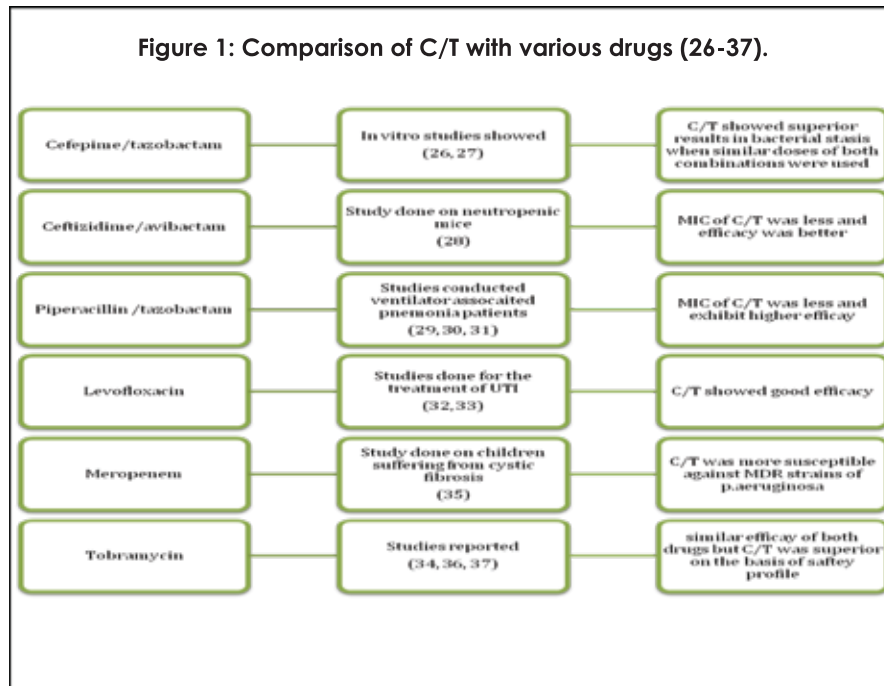 Figure 1: Comparison of C/T with various drugs (26-37).
Cefepime/tazobactam
In vitro studies showed
(26, 27)
C/T showed superior
results in bacterial stasis
when similar doses of both
combinations were used
Ceftizidime/avibactam
Study done on neutropenic
mice
(28)
MIC of C/T was less and
efficacy was better
Piperacillin /tazobactam
Studies conducted
ventilator assocaited
pnemonia patients
(29, 30, 31)
MIC of C/T was less and
exhibit higher efficay
Levofloxacin
Studies done for the
treatment of UTI
(32, 33)
C/T showed good efficacy
Meropenem
Study done on children
suffering from cystic
fibrosis
(35)
C/T was more susceptible
against MDR strains of
p.aeruginosa
Tobramycin
Studies reported
(34, 36, 37)
similar efficay of both
drugs but C/T was superior
on the basis of saftey
profile